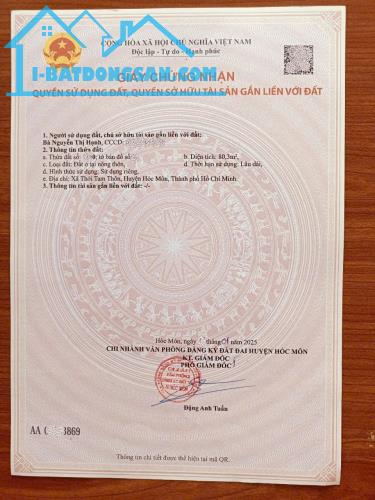 CỘNG HÒA XÃ HỘI CHỦ NGHĨA VIỆT NAM
Độc lập - Tự do - Hạnh phúc
I-BATDONGSAN.COM
GIẤY CHỨNG NHẬN
QUYỀN SỬ DỤNG ĐẤT, QUYỀN SỞ HỮU TÀI SẢN GẮN LIỀN VỚI ĐẤT
1. Người sử dụng đất, chủ sở hữu tài sản gắn liền với đất:
Bà Nguyễn Thị Hạnh, CCCD:
2. Thông tin thửa đất:
a. Thửa đất số: tờ bản đồ số
b. Diện tích: 80,3m²,
c. Loại đất: Đất ở tại nông thôn,
d. Thời hạn sử dụng: Lâu dài,
đ. Hình thức sử dụng: Sử dụng riêng,
e. Địa chỉ: Xã Thới Tam Thôn, Huyện Hóc Môn, Thành phố Hồ Chí Minh.
3. Thông tin tài sản gắn liền với đất: -/-
Hóc Môn, ngày tháng 01 năm 2025
CHI NHÁNH VĂN PHÒNG ĐĂNG KÝ ĐẤT ĐAI HUYỆN HÓC MÔN
KT. GIÁM ĐỐC
PHÓ GIÁM ĐỐC
Đặng Anh Tuấn
AA 8869
Thông tin chi tiết được thể hiện tại mã QR.